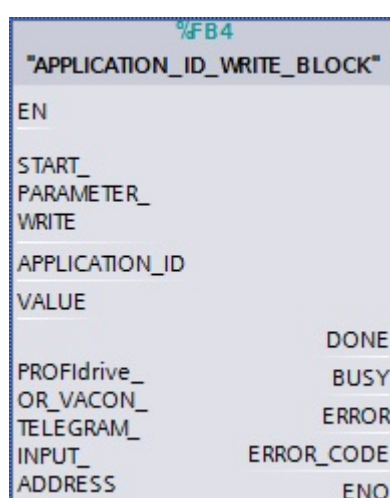 %FB4
"APPLICATION_ID_WRITE_BLOCK"
EN
START_
PARAMETER_
WRITE
APPLICATION_ID
VALUE
DONE
PROFIdrive_
BUSY
OR_VACON_
ERROR
TELEGRAM_
INPUT_
ERROR_CODE
ADDRESS
ENO